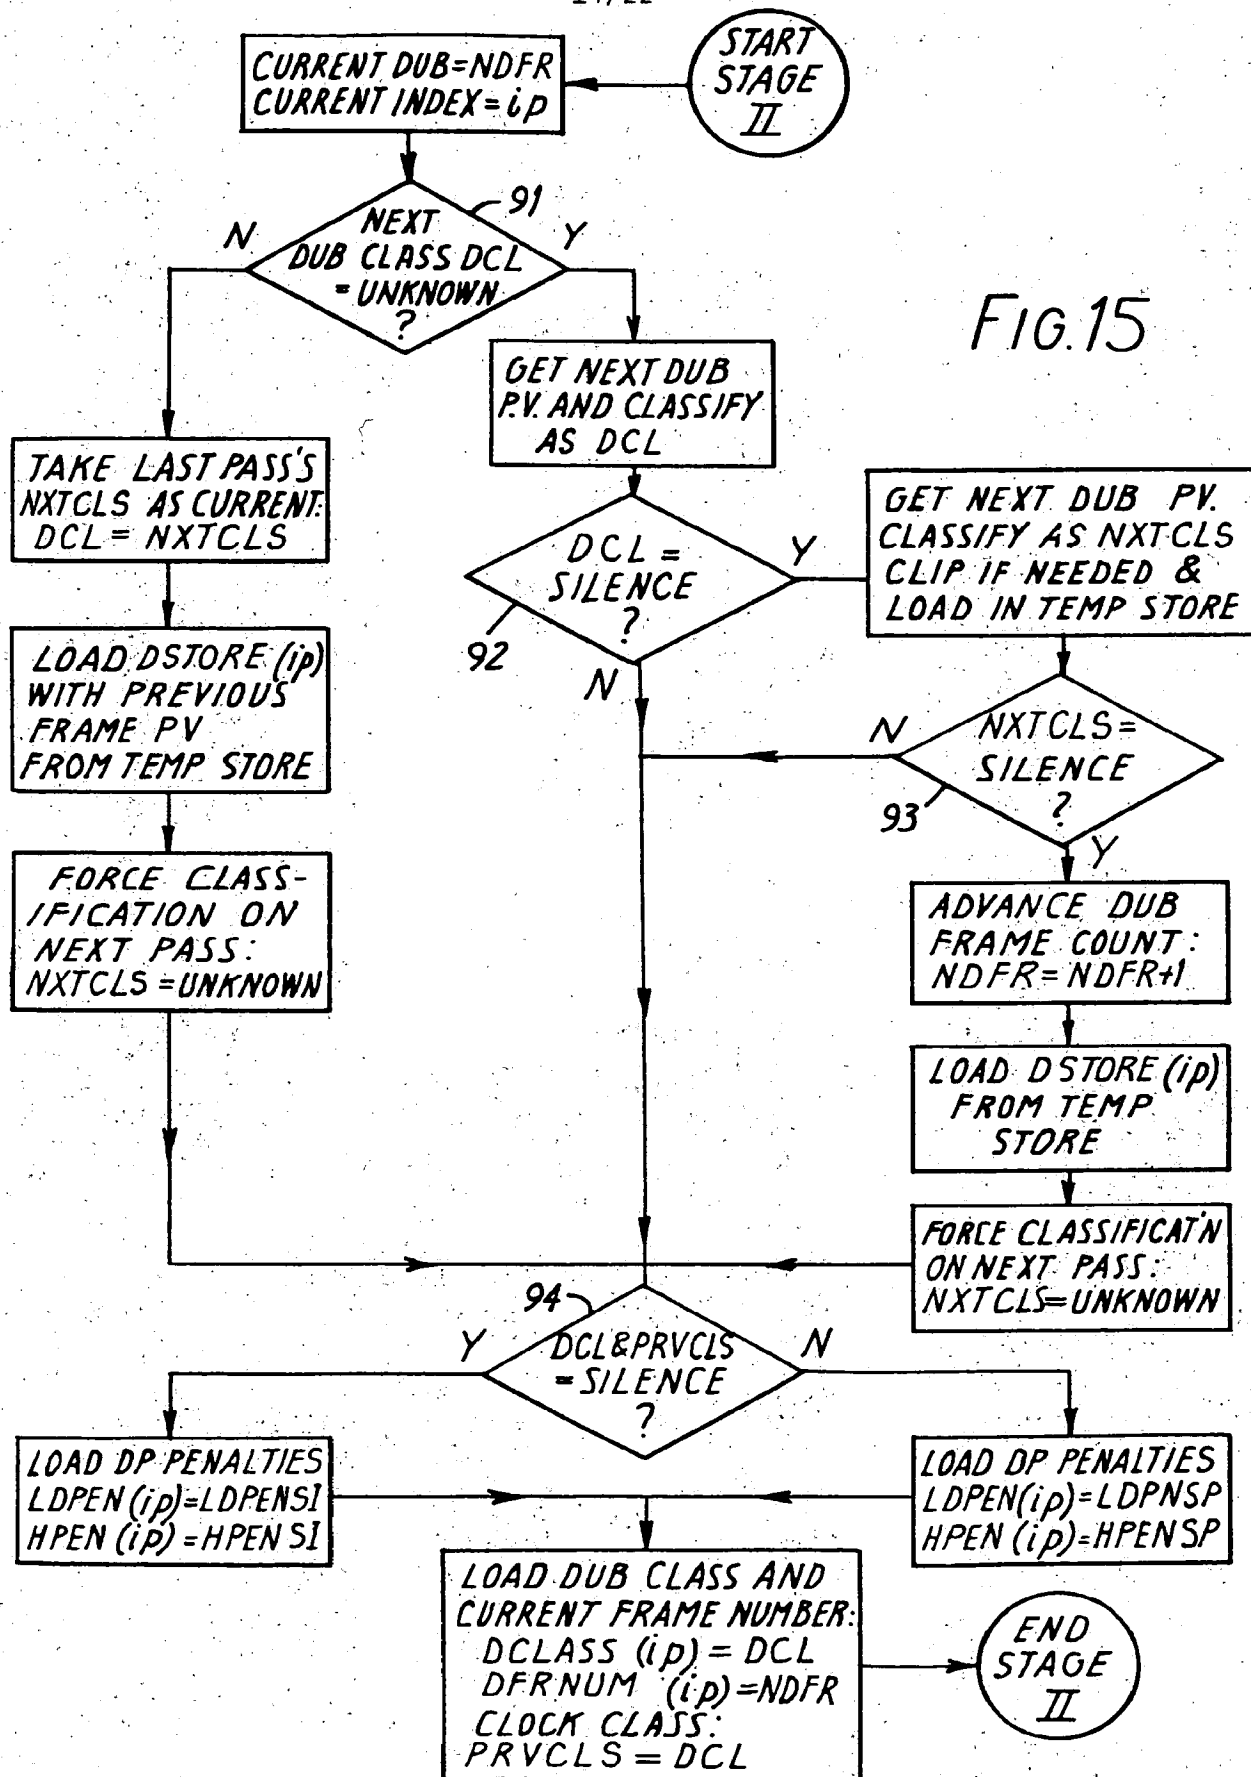 START
STAGE
II
CURRENT DUB=NDFR
CURRENT INDEX=ip
91
NEXT
DUB CLASS DCL
= UNKNOWN
?
N
Y
FIG.15
GET NEXT DUB
P.V. AND CLASSIFY
AS DCL
TAKE LAST PASS'S
NXTCLS AS CURRENT:
DCL = NXTCLS
DCL =
SILENCE
?
92
Y
N
GET NEXT DUB PV.
CLASSIFY AS NXTCLS
CLIP IF NEEDED &
LOAD IN TEMP STORE
LOAD DSTORE (ip)
WITH PREVIOUS
FRAME PV
FROM TEMP STORE
NXTCLS =
SILENCE
?
93
N
Y
FORCE CLASS-
IFICATION ON
NEXT PASS:
NXTCLS = UNKNOWN
ADVANCE DUB
FRAME COUNT:
NDFR=NDFR+1
LOAD DSTORE (ip)
FROM TEMP
STORE
FORCE CLASSIFICAT'N
ON NEXT PASS:
NXTCLS=UNKNOWN
94
DCL&PRVCLS
=SILENCE
?
Y
N
LOAD DP PENALTIES
LDPEN(ip)=LDPENSI
HPEN (ip) =HPENSI
LOAD DP PENALTIES
LDPEN(ip)=LDPNSP
HPEN (ip)=HPENSP
LOAD DUB CLASS AND
CURRENT FRAME NUMBER:
DCLASS (ip) = DCL
DFRNUM (ip)=NDFR
CLOCK CLASS:
PRVCLS = DCL
END
STAGE
II